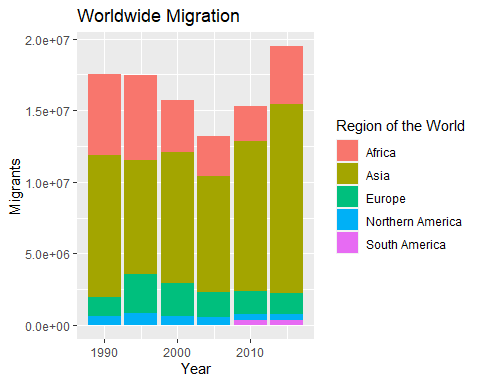 Worldwide Migration
2.0e+07
1.5e+07
1.0e+07
5.0e+06
0.0e+00
Migrants
1990
2000
2010
Year
Region of the World
Africa
Asia
Europe
Northern America
South America